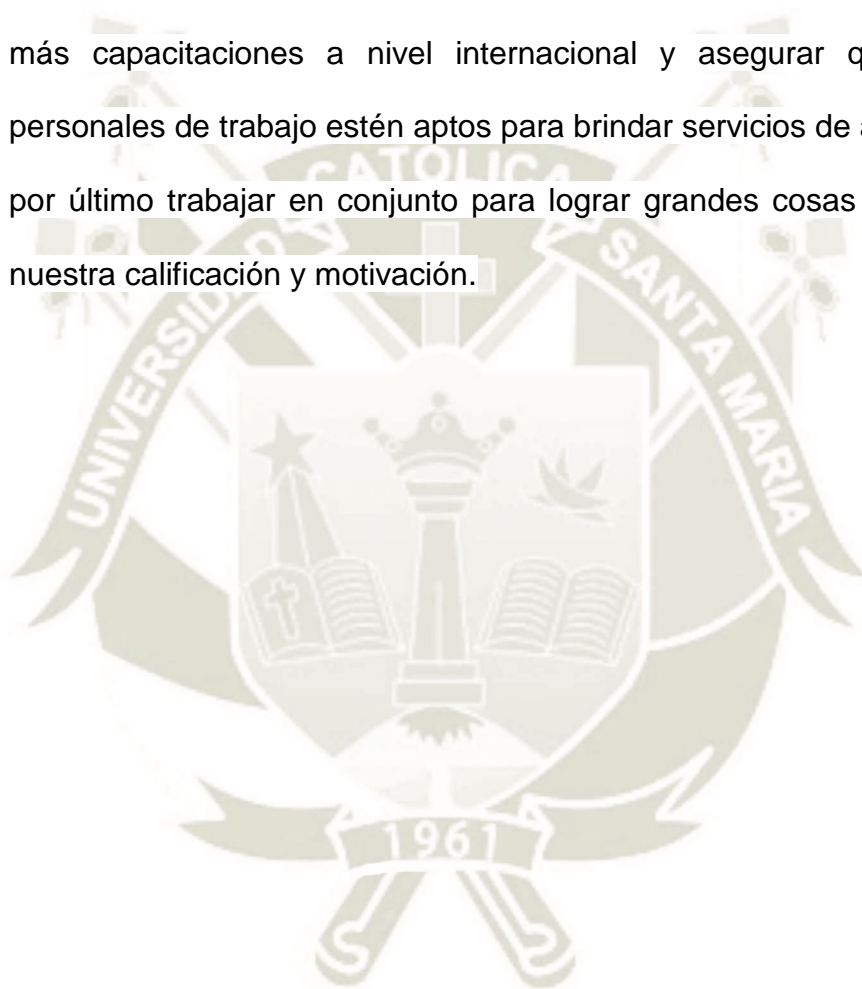 más capacitaciones a nivel internacional y asegurar
personales de trabajo estén aptos para brindar servicios de
por último trabajar en conjunto para lograr grandes cosas
nuestra calificación y motivación.
UNIVERSIDAD CATOLICA SANTA MARIA
1961